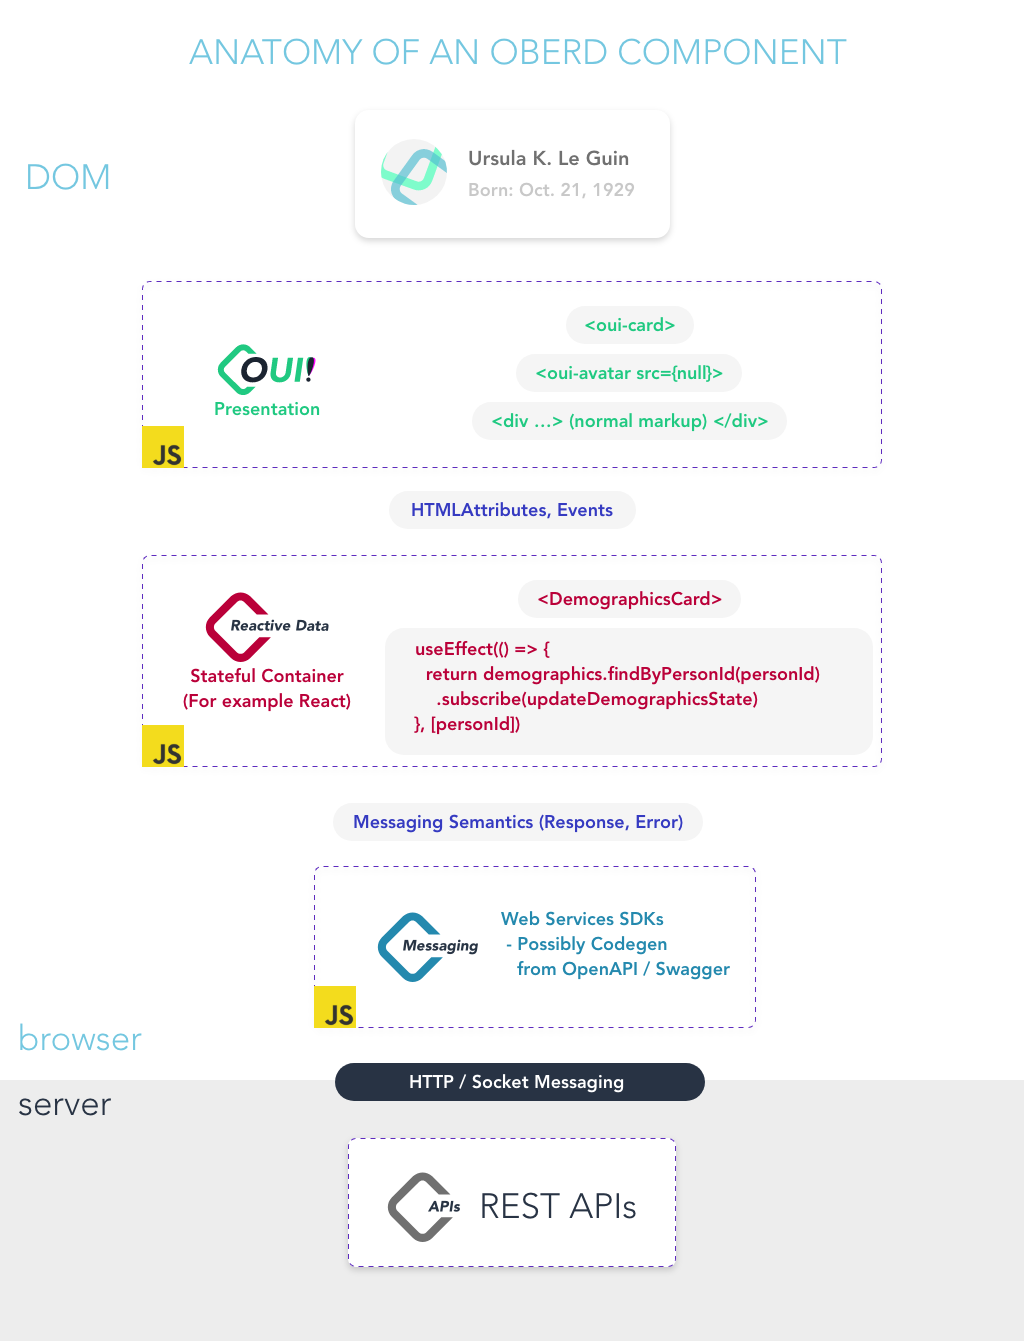 ANATOMY OF AN OBERD COMPONENT
DOM
Ursula K. Le Guin
Born: Oct. 21, 1929
OUI!
Presentation
JS
<oui-card>
<oui-avatar src={null}>
<div ...> (normal markup) </div>
HTMLAttributes, Events
Reactive Data
Stateful Container
(For example React)
JS
<DemographicsCard>
useEffect(() => {
return demographics.findByPersonId(personId)
.subscribe(updateDemographicsState)
}, [personId])
Messaging Semantics (Response, Error)
Messaging
JS
Web Services SDKs
- Possibly Codegen
from OpenAPI / Swagger
browser
HTTP / Socket Messaging
server
APIs
REST APIs